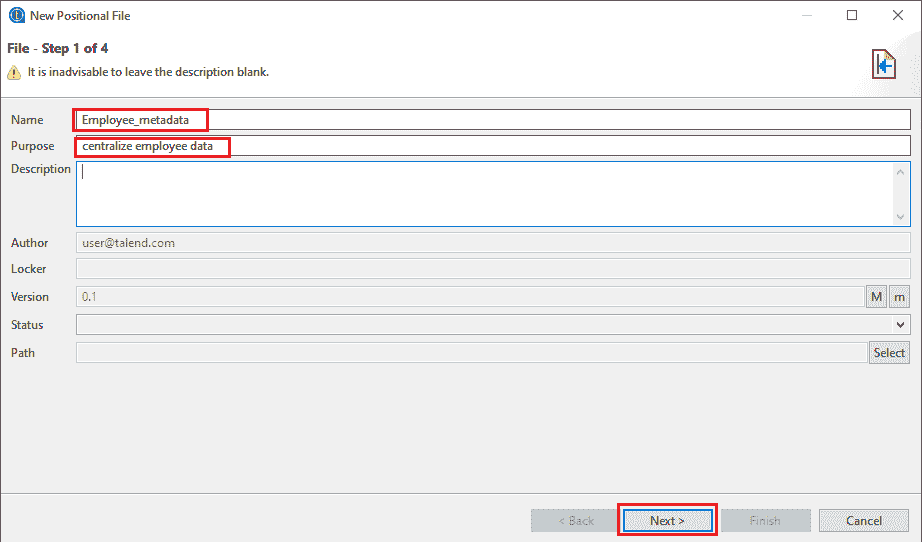 New Positional File
File - Step 1 of 4
It is inadvisable to leave the description blank.
Name Employee_metadata
Purpose centralize employee data
Description
Author user@talend.com
Locker
Version 0.1 M m
Status
Path Select
< Back Next > Finish Cancel